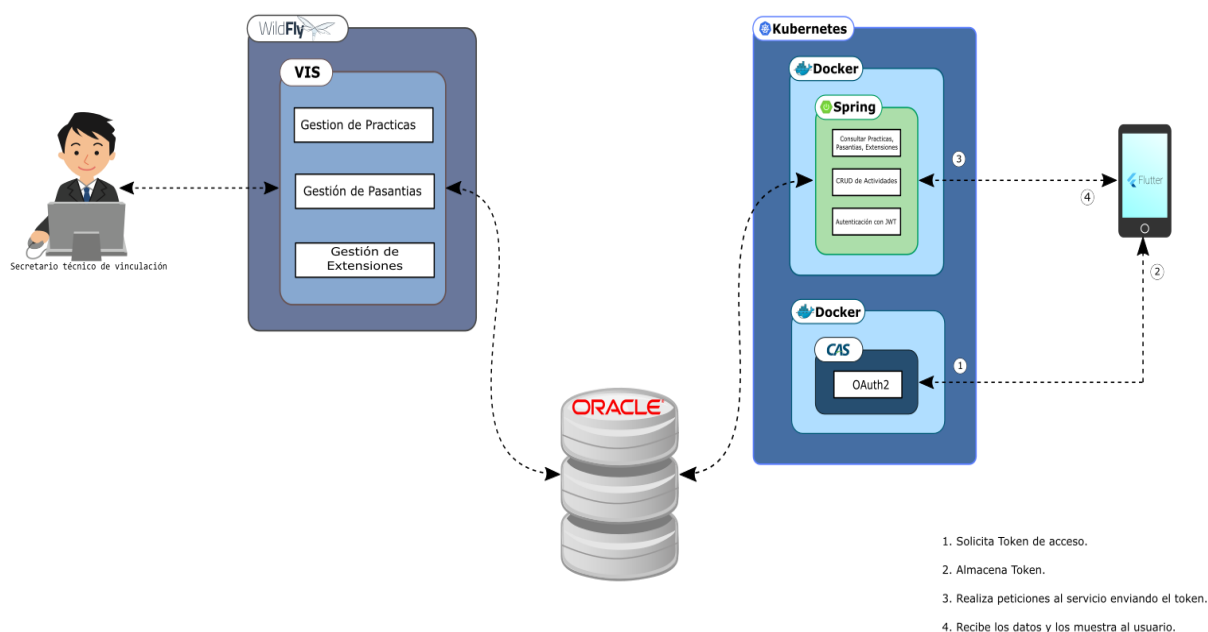 WildFly
VIS
Gestion de Practicas
Gestión de Pasantias
Gestión de
Extensiones
Secretario técnico de vinculación
ORACLE
Kubernetes
Docker
Spring
Consultar Practicas,
Pasantias, Extensiones
CRUD de Actividades
Autenticación con JWT
Docker
CAS
OAuth2
3
4
1
2
Flutter
1. Solicita Token de acceso.
2. Almacena Token.
3. Realiza peticiones al servicio enviando el token.
4. Recibe los datos y los muestra al usuario.